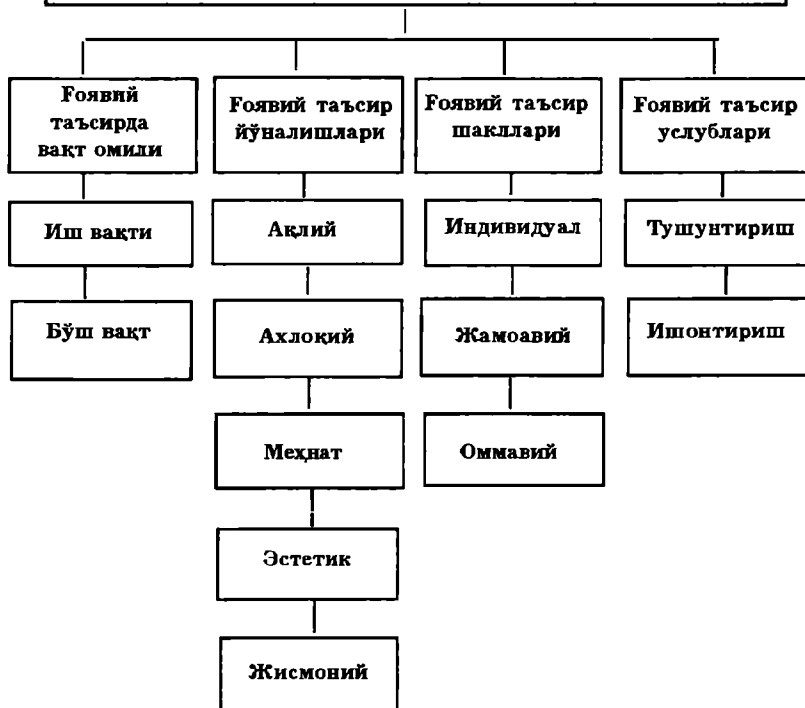 Ғоявий
таъсирда
вақт омили
Иш вақти
Бўш вақт
Ғоявий таъсир
йўналишлари
Ақлий
Ахлоқий
Меҳнат
Эстетик
Жисмоний
Ғоявий таъсир
шакллари
Индивидуал
Жамоавий
Оммавий
Ғоявий таъсир
услублари
Тушунтириш
Ишонтириш